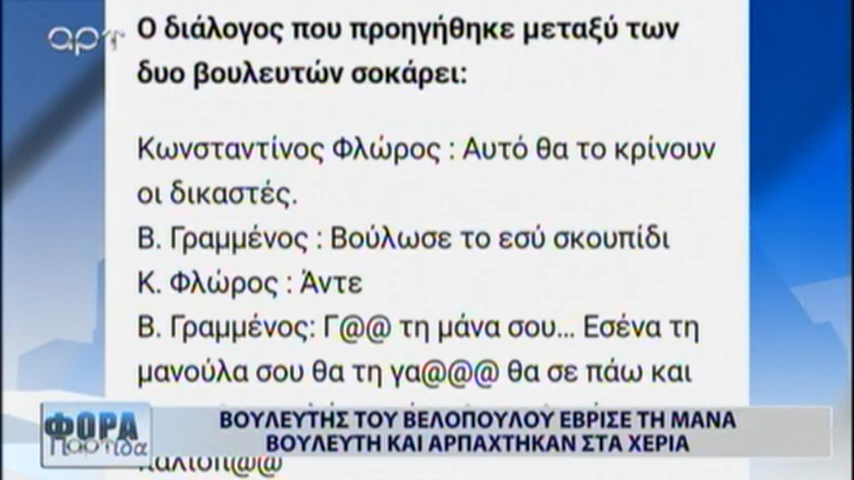 αρτ
Ο διάλογος που προηγήθηκε μεταξύ των
δυο βουλευτών σοκάρει:
Κωνσταντίνος Φλώρος : Αυτό θα το κρίνουν
οι δικαστές.
Β. Γραμμένος : Βούλωσε το εσύ σκουπίδι
Κ. Φλώρος : Άντε
Β. Γραμμένος: Γ@@ τη μάνα σου... Εσένα τη
μανούλα σου θα τη γα@@@ θα σε πάω και
ΦΟΡΑ
Παρτίδα
ΒΟΥΛΕΥΤΗΣ ΤΟΥ ΒΕΛΟΠΟΥΛΟΥ ΕΒΡΙΣΕ ΤΗ ΜΑΝΑ
ΒΟΥΛΕΥΤΗ ΚΑΙ ΑΡΠΑΧΤΗΚΑΝ ΣΤΑ ΧΕΡΙΑ